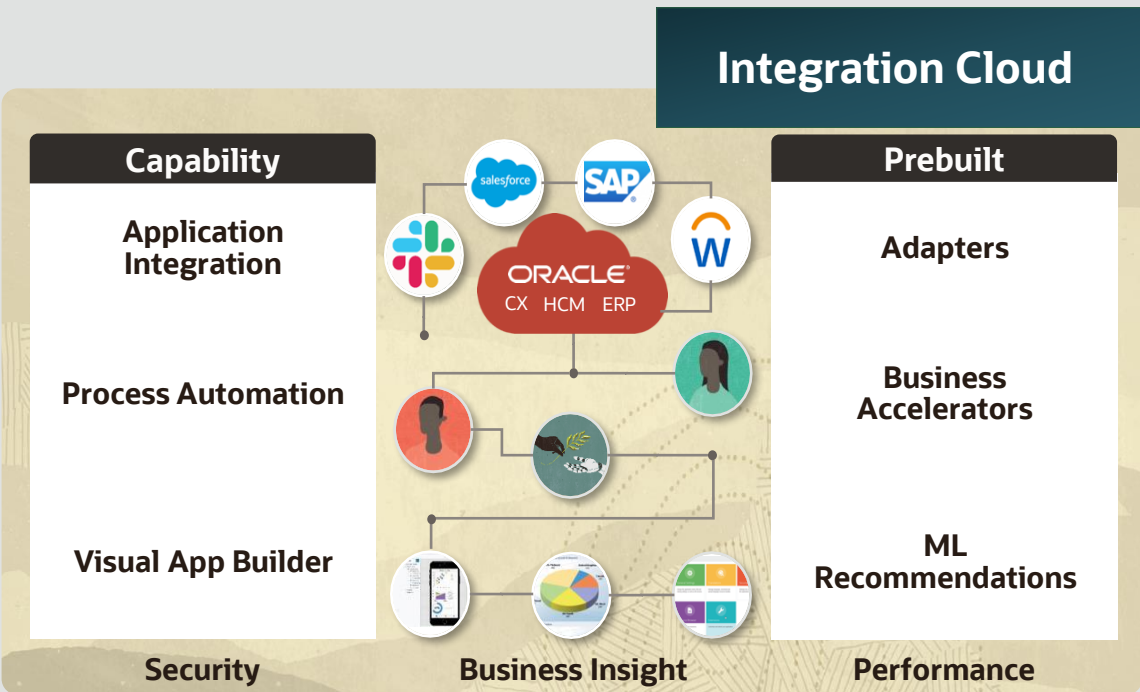 Integration Cloud
Capability
Application
Integration
Process Automation
Visual App Builder
salesforce
SAP
W
ORACLE
CX HCM ERP
Prebuilt
Adapters
Business
Accelerators
ML
Recommendations
Security
Business Insight
Performance